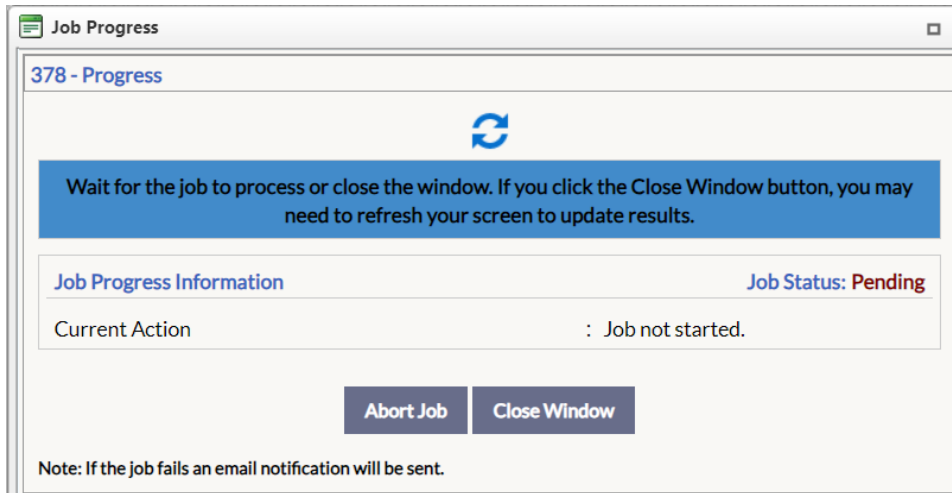 Job Progress
378 - Progress
Wait for the job to process or close the window. If you click the Close Window button, you may
need to refresh your screen to update results.
Job Progress Information Job Status: Pending
Current Action : Job not started.
Abort Job Close Window
Note: If the job fails an email notification will be sent.